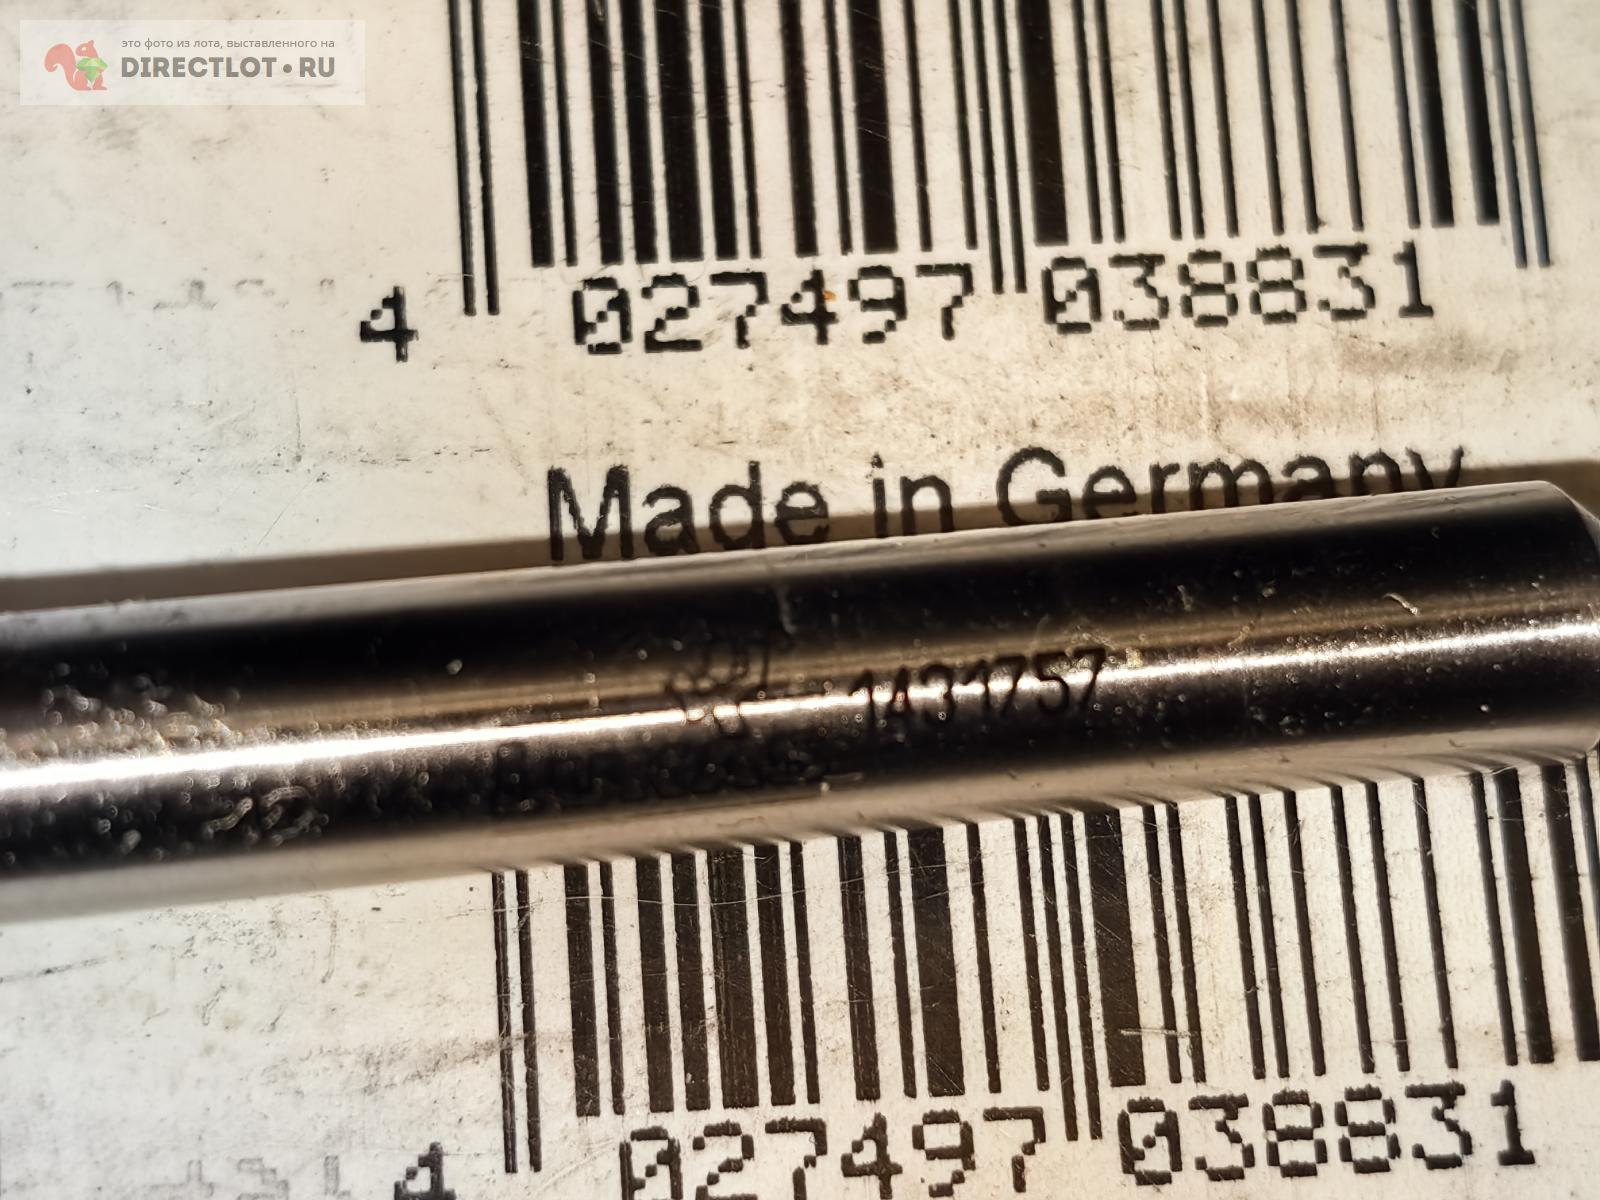 это фото из лота, выставленного на
DIRECTLOT•RU
4 027497 038831
Made in Germany
1431757
4 027497 038831